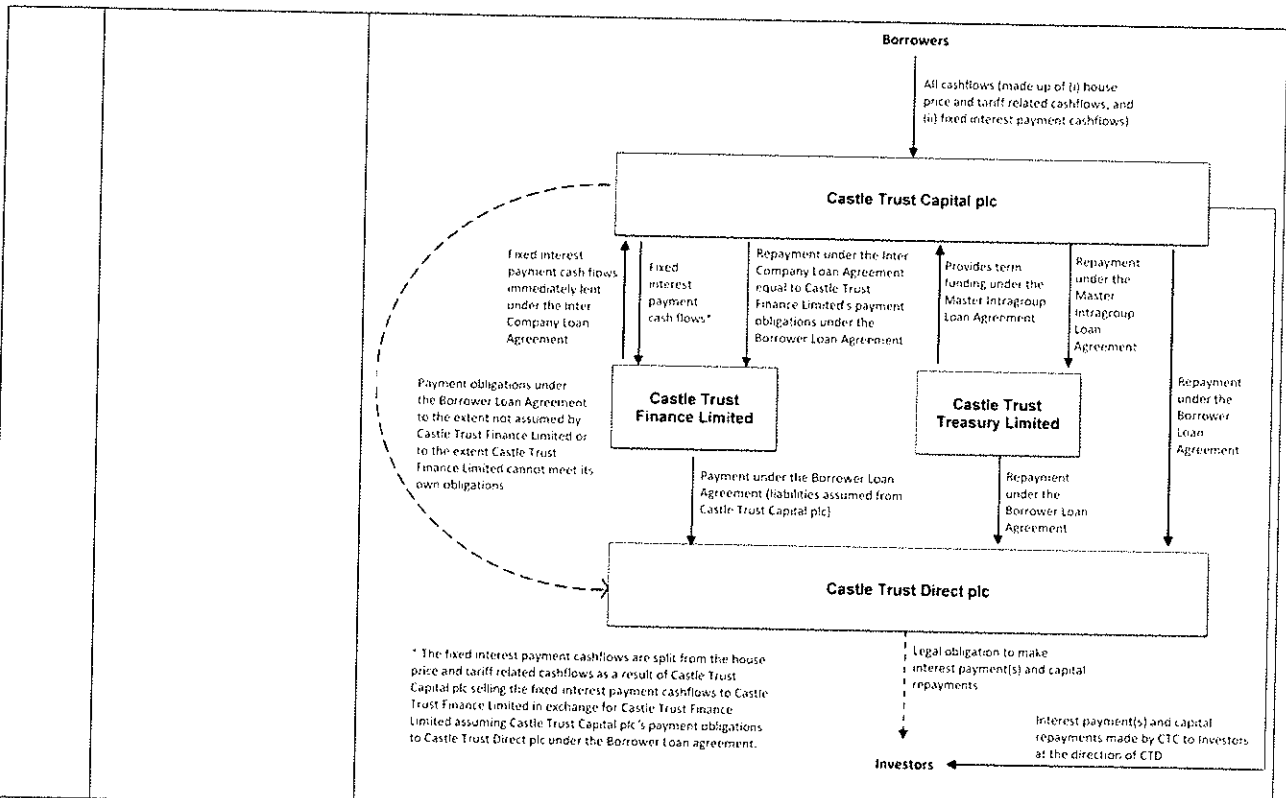 Borrowers
All cashflows (made up of (i) house
price and tariff related cashflows, and
(ii) fixed interest payment cashflows)
Castle Trust Capital plc
Fixed interest
payment cash flows
immediately lent
under the Inter
Company Loan
Agreement
Fixed
interest
payment
cash flows*
Repayment under the Inter
Company Loan Agreement
equal to Castle Trust
Finance Limited's payment
obligations under the
Borrower Loan Agreement
Provides term
funding under the
Master Intragroup
Loan Agreement
Repayment
under the
Master
Intragroup
Loan
Agreement
Payment obligations under
the Borrower Loan Agreement
to the extent not assumed by
Castle Trust Finance Limited or
to the extent Castle Trust
Finance Limited cannot meet its
own obligations
Castle Trust
Finance Limited
Castle Trust
Treasury Limited
Repayment
under the
Borrower
Loan
Agreement
Payment under the Borrower Loan
Agreement (liabilities assumed from
Castle Trust Capital plc)
Repayment
under the
Borrower Loan
Agreement
Castle Trust Direct plc
* The fixed interest payment cashflows are split from the house
price and tariff related cashflows as a result of Castle Trust
Capital plc selling the fixed interest payment cashflows to Castle
Trust Finance Limited in exchange for Castle Trust Finance
Limited assuming Castle Trust Capital plc's payment obligations
to Castle Trust Direct plc under the Borrower Loan agreement.
Legal obligation to make
interest payment(s) and capital
repayments
Interest payment(s) and capital
repayments made by CTC to Investors
at the direction of CTD
Investors